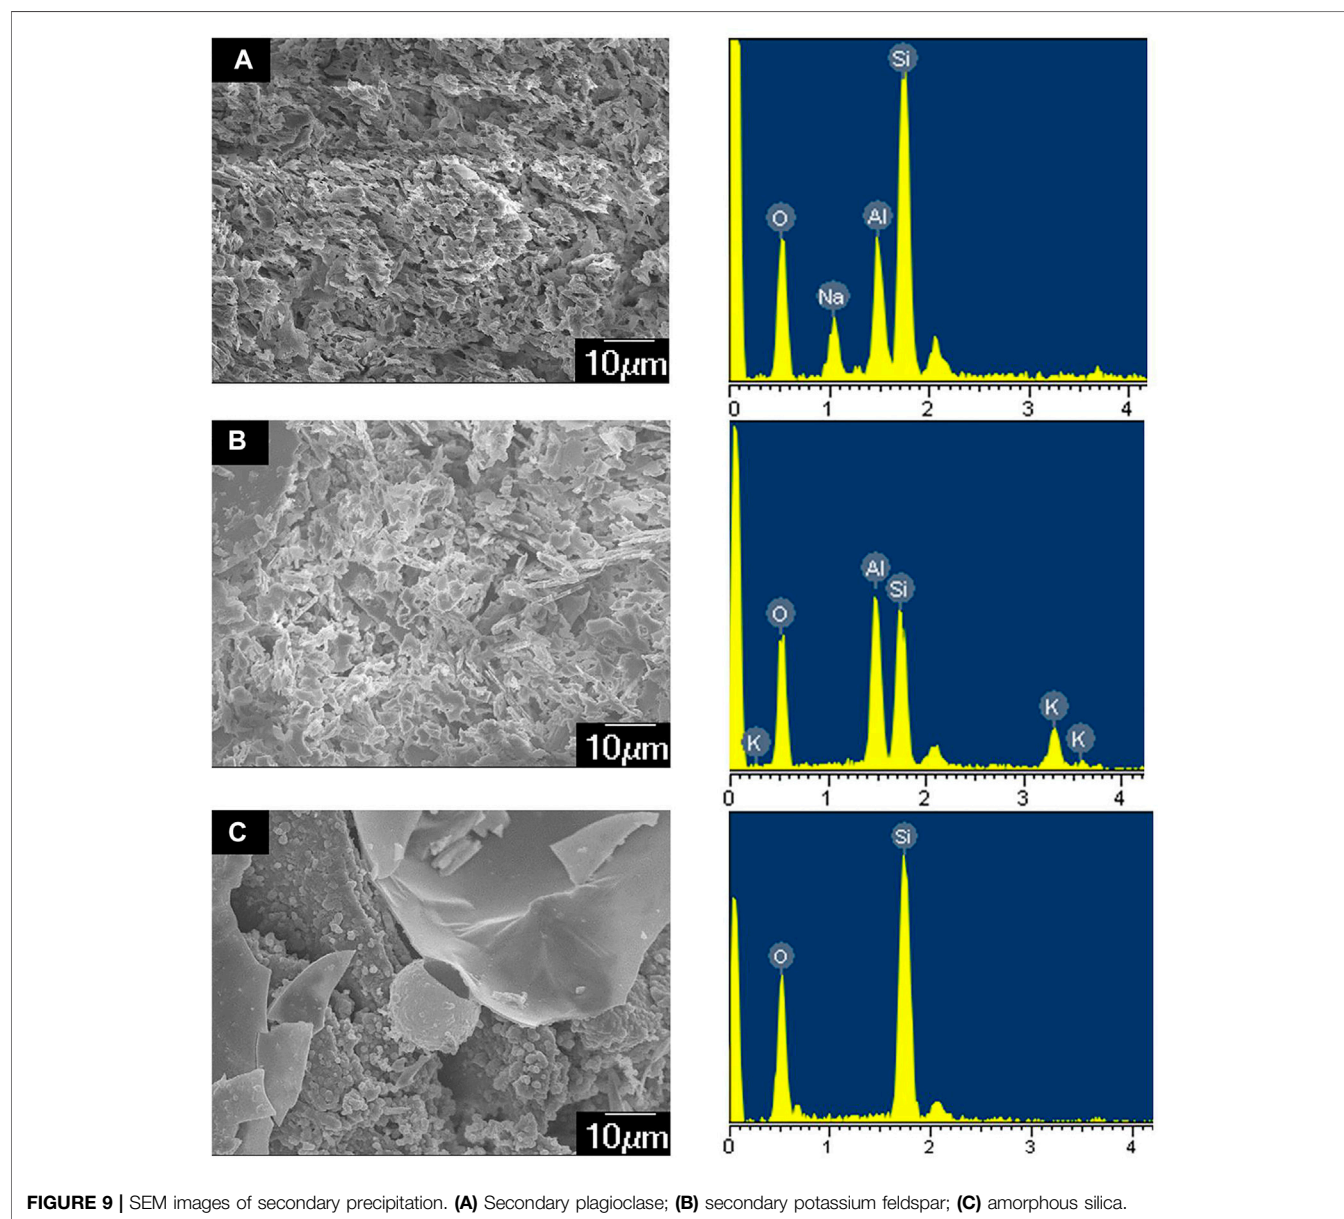 A
10μm
Si
O
Al
Na
0 1 2 3 4
B
10μm
Al
Si
O
K
K
K
0 1 2 3 4
C
10μm
Si
O
0 1 2 3 4
FIGURE 9 | SEM images of secondary precipitation. (A) Secondary plagioclase; (B) secondary potassium feldspar; (C) amorphous silica.